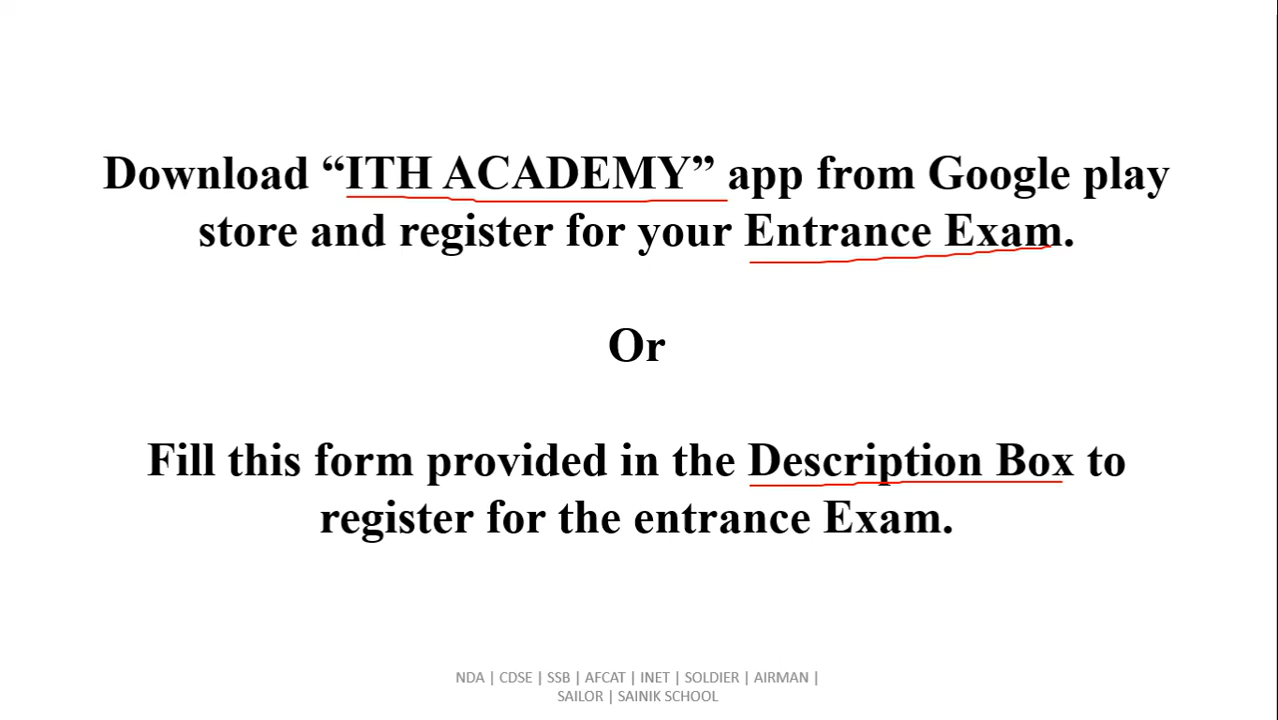 Download “ITH ACADEMY” app from Google play
store and register for your Entrance Exam.
Or
Fill this form provided in the Description Box to
register for the entrance Exam.
NDA | CDSE | SSB | AFCAT | INET | SOLDIER | AIRMAN |
SAILOR | SAINIK SCHOOL